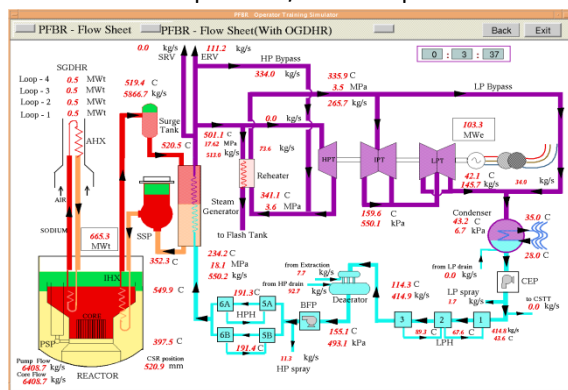 PFBR - Operator Training Simulator
PFBR - Flow Sheet
PFBR - Flow Sheet(With OGDHR)
Back
Exit
0.0 kg/s
SRV
111.2 kg/s
ERV
HP Bypass
334.0 kg/s
0 : 3 : 37
SGDHR
Loop - 4 0.5 MWt
Loop - 3 0.5 MWt
Loop - 2 0.5 MWt
Loop - 1 0.5 MWt
519.4 C
5866.7 kg/s
335.9 C
3.5 MPa
265.7 kg/s
LP Bypass
Surge
Tank
520.5 C
0.0 kg/s
501.1 C
17.62 MPa
513.0 kg/s
73.6 kg/s
103.3
MWe
AHX
HPT
IPT
LPT
Reheater
42.1 C
145.7 kg/s
34.0
Steam
Generator
341.1 C
3.6 MPa
AIR
SODIUM
SSP
159.6 C
550.1 kPa
Condenser
43.2 C
6.7 kPa
35.0 C
to Flash Tank
665.3
MWt
352.3 C
234.2 C
18.1 MPa
550.2 kg/s
from Extraction
7.7 kg/s
from HP drain
92.7 kg/s
from LP drain
0.0 kg/s
28.0 C
CEP
IHX
549.9 C
191.3 C
Deaerator
114.3 C
414.9 kg/s
LP spray
1.7 kg/s
to CSTT
0.0 kg/s
6A
5A
HPH
BFP
6B
5B
191.4 C
3
2
1
89.3 C
67.6 C
LPH
414.8 kg/s
43.6 C
155.1 C
493.1 kPa
11.3 kg/s
HP spray
CORE
PSP
397.5 C
CSR position
520.9 mm
REACTOR
Pump Flow
6408.7 kg/s
Core Flow
6408.7 kg/s